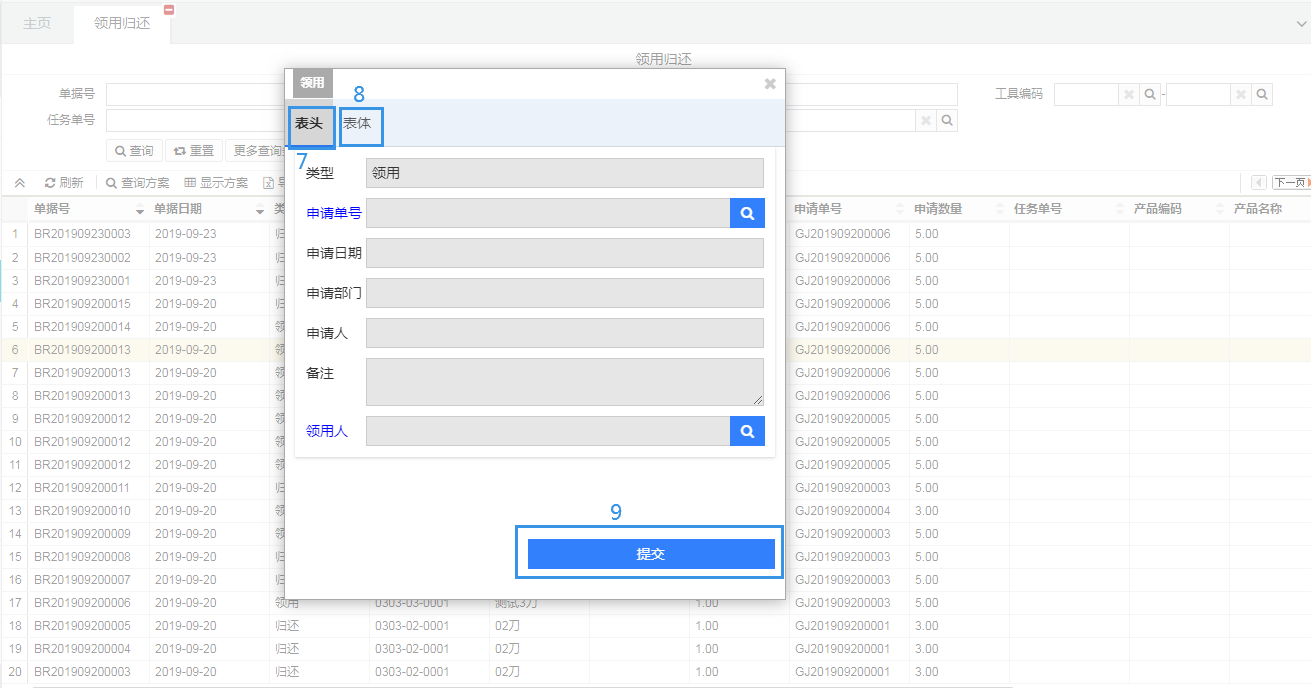 主页 领用归还
领用归还
单据号 工具编码 -
任务单号
查询 重置 更多查询
刷新 查询方案 显示方案 下一页
单据号 单据日期 申请单号 申请数量 任务单号 产品编码 产品名称
1 BR201909230003 2019-09-23 归 GJ201909200006 5.00
2 BR201909230002 2019-09-23 归 GJ201909200006 5.00
3 BR201909230001 2019-09-23 归 GJ201909200006 5.00
4 BR201909200015 2019-09-20 归 GJ201909200006 5.00
5 BR201909200014 2019-09-20 领 GJ201909200006 5.00
6 BR201909200013 2019-09-20 领 GJ201909200006 5.00
7 BR201909200013 2019-09-20 领 GJ201909200006 5.00
8 BR201909200013 2019-09-20 领 GJ201909200006 5.00
9 BR201909200012 2019-09-20 领 GJ201909200005 5.00
10 BR201909200012 2019-09-20 领 GJ201909200005 5.00
11 BR201909200012 2019-09-20 领 GJ201909200005 5.00
12 BR201909200011 2019-09-20 归 GJ201909200003 5.00
13 BR201909200010 2019-09-20 领 GJ201909200004 3.00
14 BR201909200009 2019-09-20 领 GJ201909200003 5.00
15 BR201909200008 2019-09-20 归 GJ201909200003 5.00
16 BR201909200007 2019-09-20 归 GJ201909200003 5.00
17 BR201909200006 2019-09-20 领用 0303-03-0001 测试3刀 1.00 GJ201909200003 5.00
18 BR201909200005 2019-09-20 归还 0303-02-0001 02刀 1.00 GJ201909200001 3.00
19 BR201909200004 2019-09-20 归还 0303-02-0001 02刀 1.00 GJ201909200001 3.00
20 BR201909200003 2019-09-20 归还 0303-02-0001 02刀 1.00 GJ201909200001 3.00
领用
8
表头 表体
7
类型 领用
申请单号
申请日期
申请部门
申请人
备注
领用人
9
提交